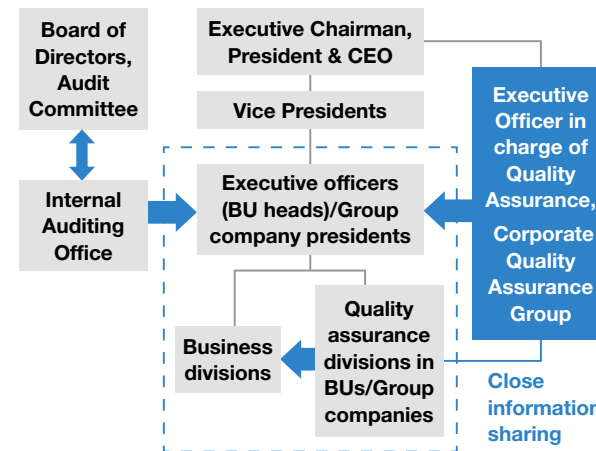 Board of
Directors,
Audit
Committee
Executive Chairman,
President & CEO
Vice Presidents
Executive
Officer in
charge of
Quality
Assurance,
Corporate
Quality
Assurance
Group
Internal
Auditing
Office
Executive officers
(BU heads)/Group
company presidents
Business
divisions
Quality
assurance
divisions in
BUs/Group
companies
Close
information
sharing